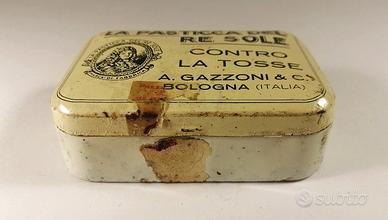 LA PASTICCA DEL
RE SOLE
CONTRO
LA TOSSE
A. GAZZONI & C.
BOLOGNA (ITALIA)
subito